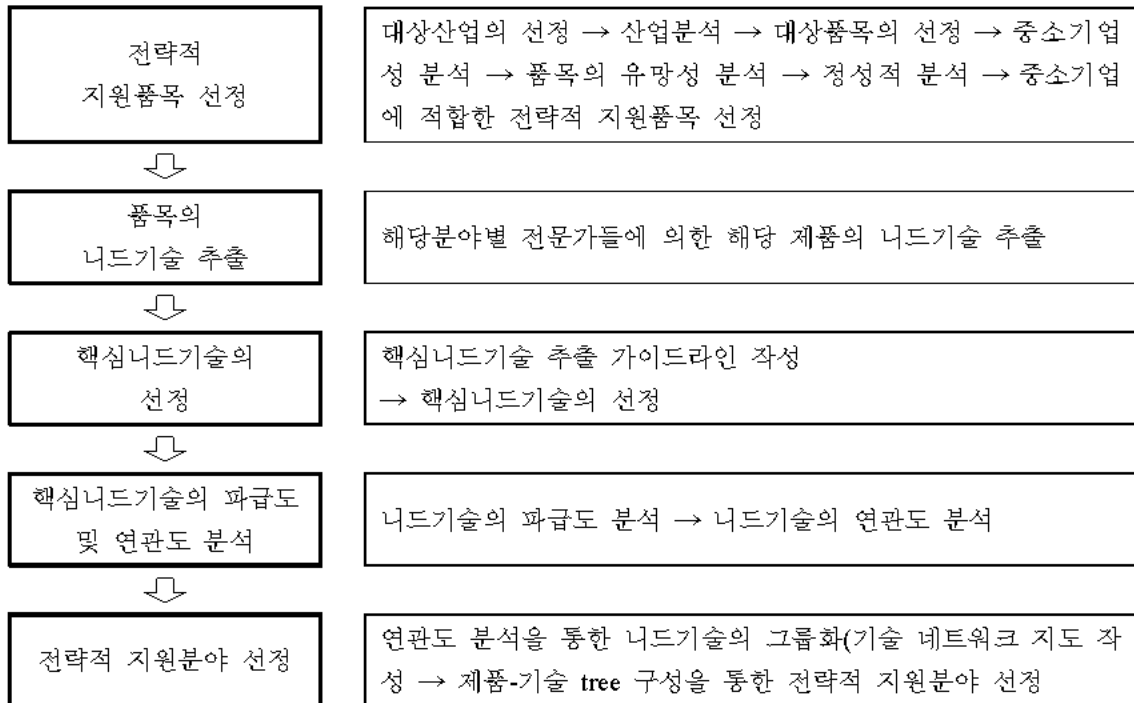 전략적
지원품목 선정
대상산업의 선정 → 산업분석 → 대상품목의 선정 → 중소기업
성 분석 → 품목의 유망성 분석 → 정성적 분석 → 중소기업
에 적합한 전략적 지원품목 선정
품목의
니드기술 추출
해당분야별 전문가들에 의한 해당 제품의 니드기술 추출
핵심니드기술의
선정
핵심니드기술 추출 가이드라인 작성
→ 핵심니드기술의 선정
핵심니드기술의 파급도
및 연관도 분석
니드기술의 파급도 분석 → 니드기술의 연관도 분석
전략적 지원분야 선정
연관도 분석을 통한 니드기술의 그룹화(기술 네트워크 지도 작
성 → 제품-기술 tree 구성을 통한 전략적 지원분야 선정